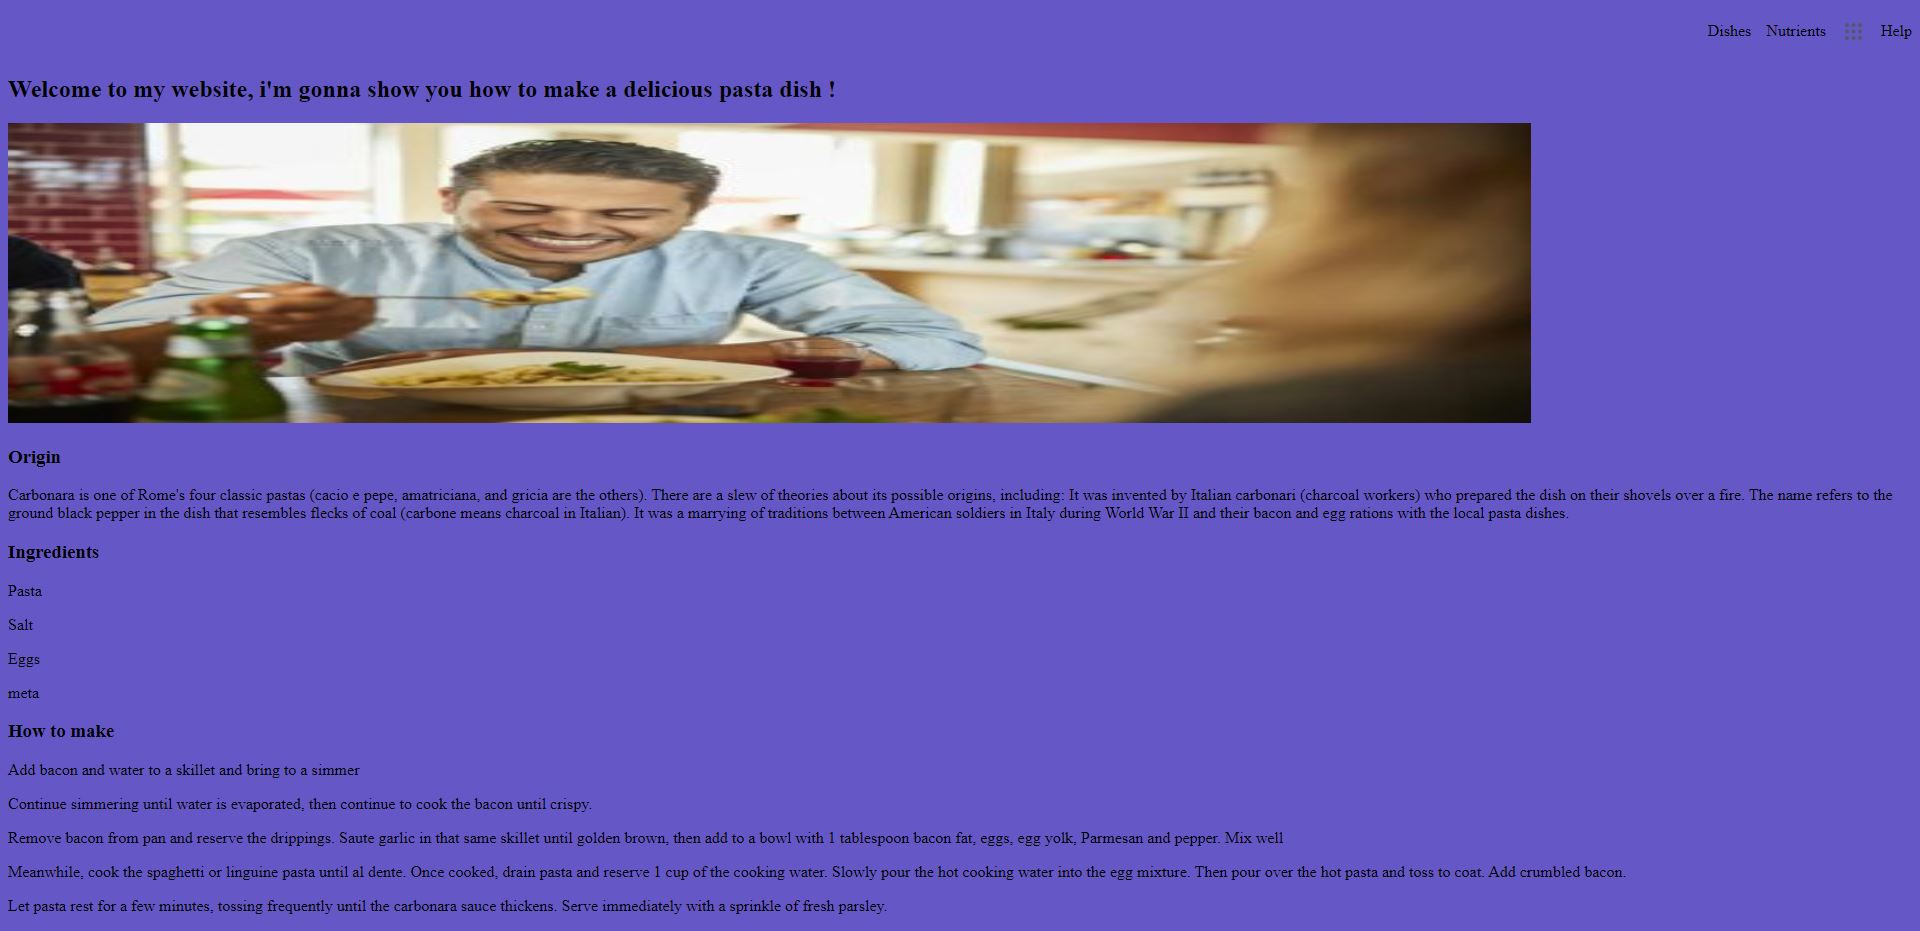 Dishes Nutrients Help
Welcome to my website, i'm gonna show you how to make a delicious pasta dish !
Origin
Carbonara is one of Rome's four classic pastas (cacio e pepe, amatriciana, and gricia are the others). There are a slew of theories about its possible origins, including: It was invented by Italian carbonari (charcoal workers) who prepared the dish on their shovels over a fire. The name refers to the
ground black pepper in the dish that resembles flecks of coal (carbone means charcoal in Italian). It was a marrying of traditions between American soldiers in Italy during World War II and their bacon and egg rations with the local pasta dishes.
Ingredients
Pasta
Salt
Eggs
meta
How to make
Add bacon and water to a skillet and bring to a simmer
Continue simmering until water is evaporated, then continue to cook the bacon until crispy.
Remove bacon from pan and reserve the drippings. Saute garlic in that same skillet until golden brown, then add to a bowl with 1 tablespoon bacon fat, eggs, egg yolk, Parmesan and pepper. Mix well
Meanwhile, cook the spaghetti or linguine pasta until al dente. Once cooked, drain pasta and reserve 1 cup of the cooking water. Slowly pour the hot cooking water into the egg mixture. Then pour over the hot pasta and toss to coat. Add crumbled bacon.
Let pasta rest for a few minutes, tossing frequently until the carbonara sauce thickens. Serve immediately with a sprinkle of fresh parsley.